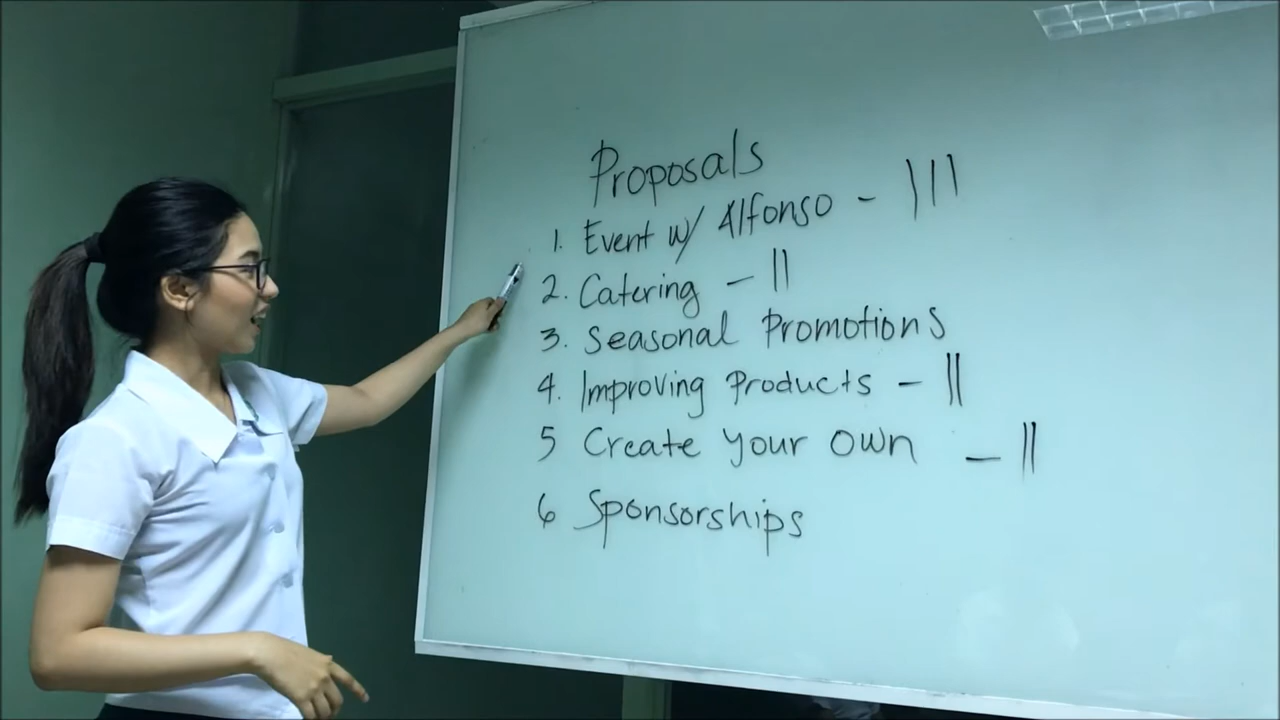 Proposals
1. Event w/ Alfonso - |||
2. Catering - ||
3. Seasonal Promotions
4. Improving Products - ||
5 Create your own - ||
6 Sponsorships